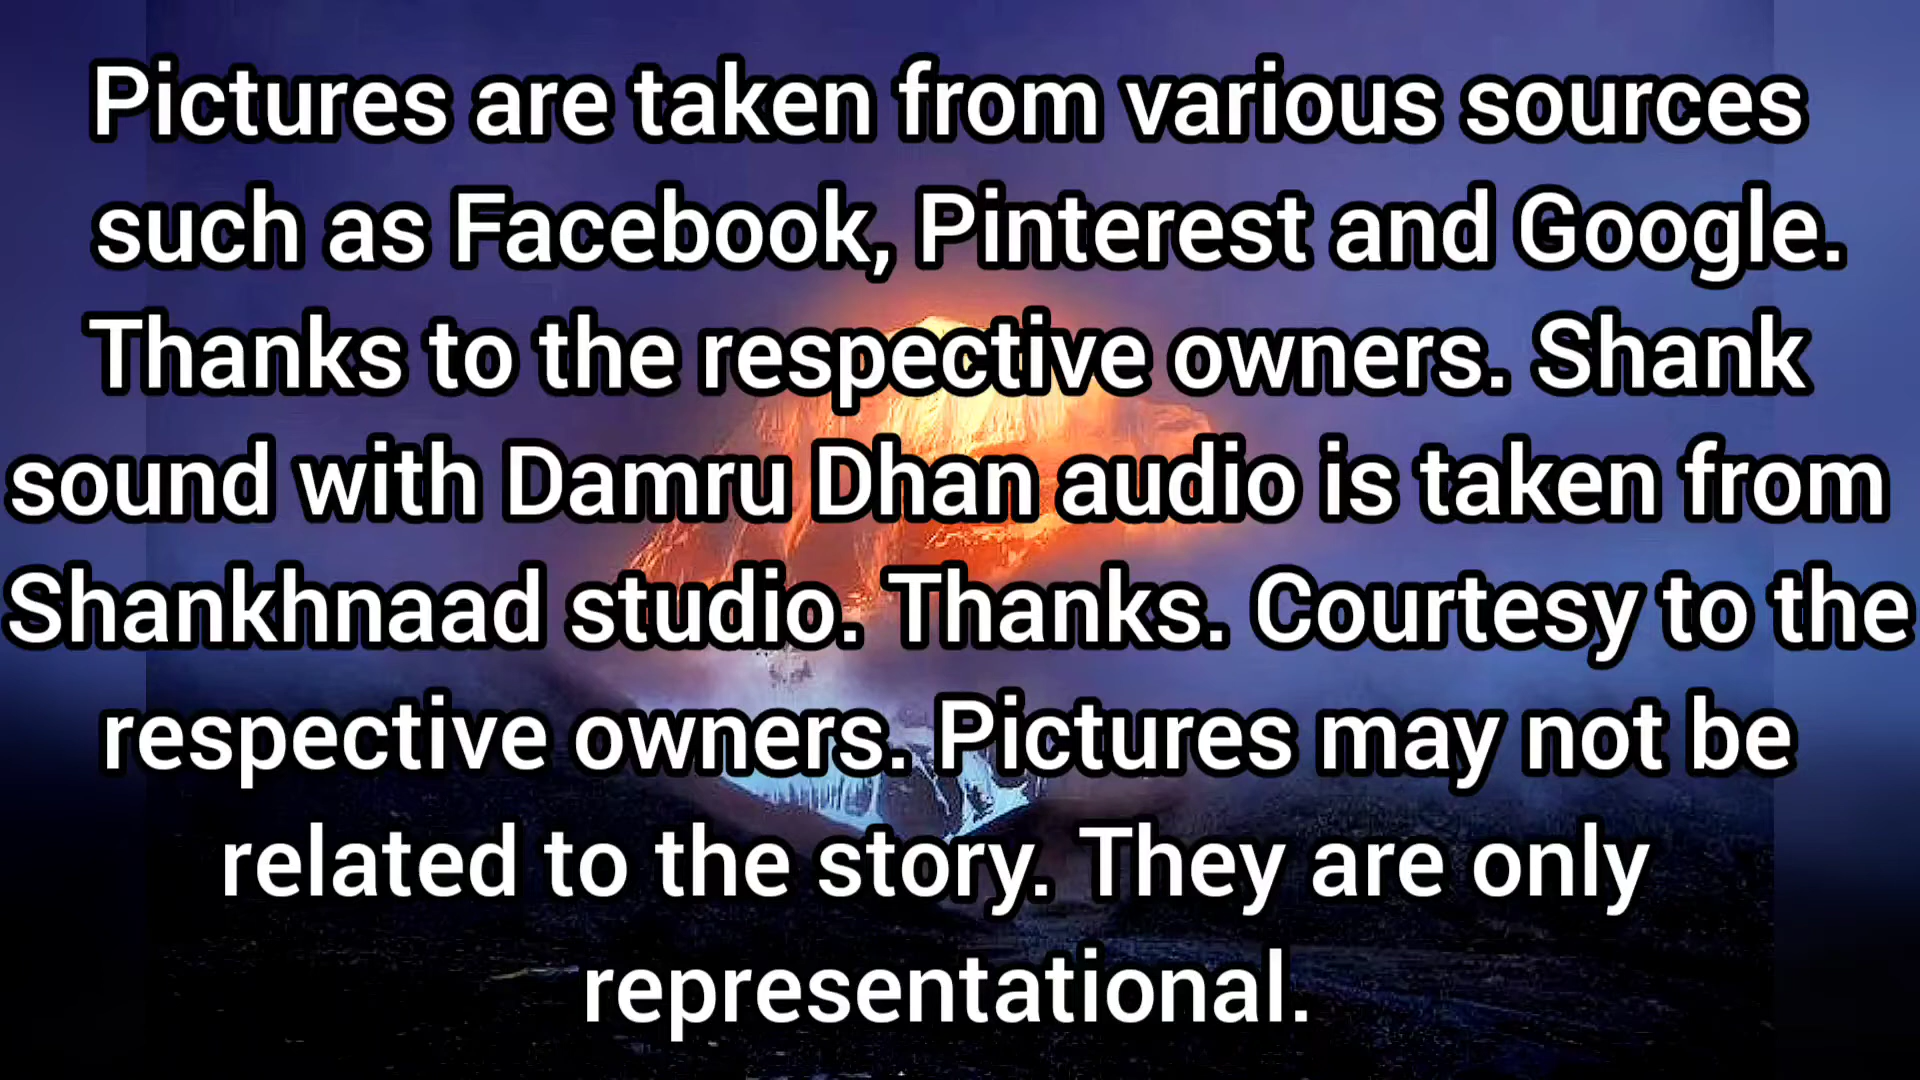 Pictures are taken from various sources
such as Facebook, Pinterest and Google.
Thanks to the respective owners. Shank
sound with Damru Dhan audio is taken from
Shankhnaad studio. Thanks. Courtesy to the
respective owners. Pictures may not be
related to the story. They are only
representational.